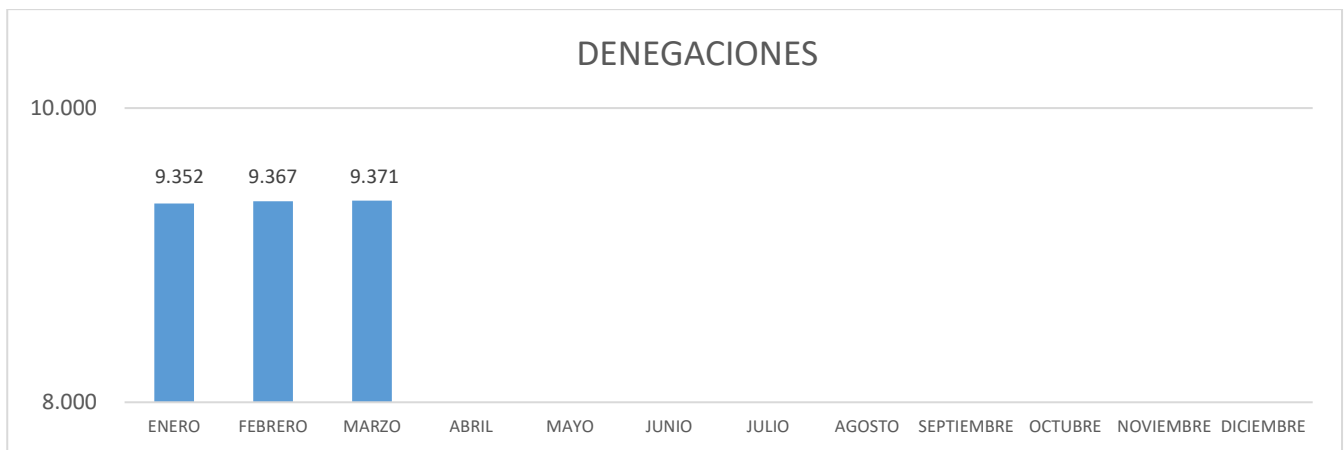 DENEGACIONES
10.000
9.352 9.367 9.371
8.000
ENERO FEBRERO MARZO ABRIL MAYO JUNIO JULIO AGOSTO SEPTIEMBRE OCTUBRE NOVIEMBRE DICIEMBRE